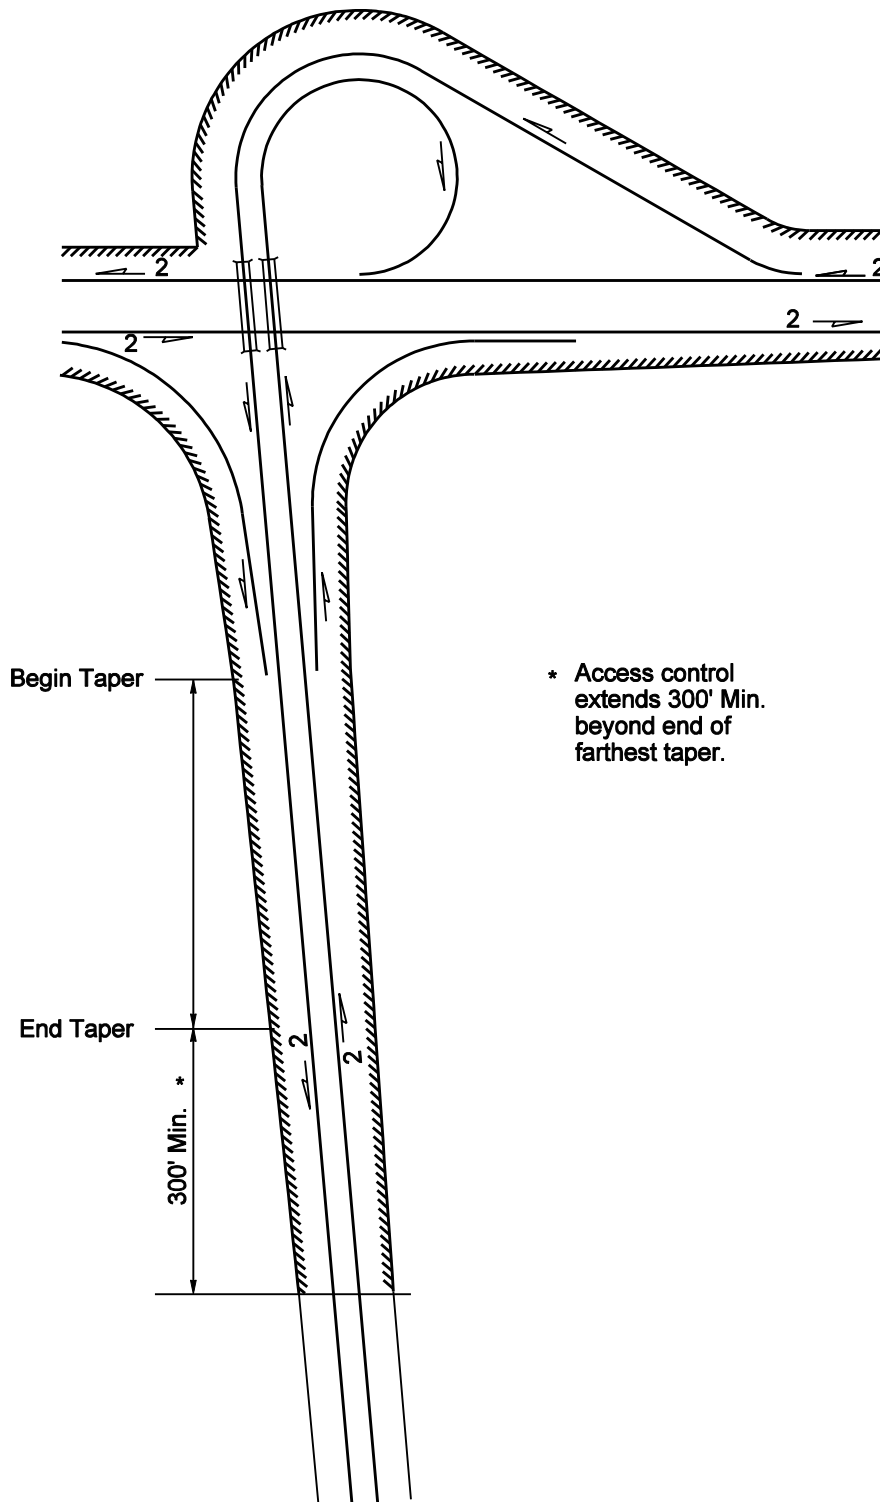 2
2
2
2
Begin Taper
* Access control
extends 300' Min.
beyond end of
farthest taper.
End Taper
2
2
300' Min. *